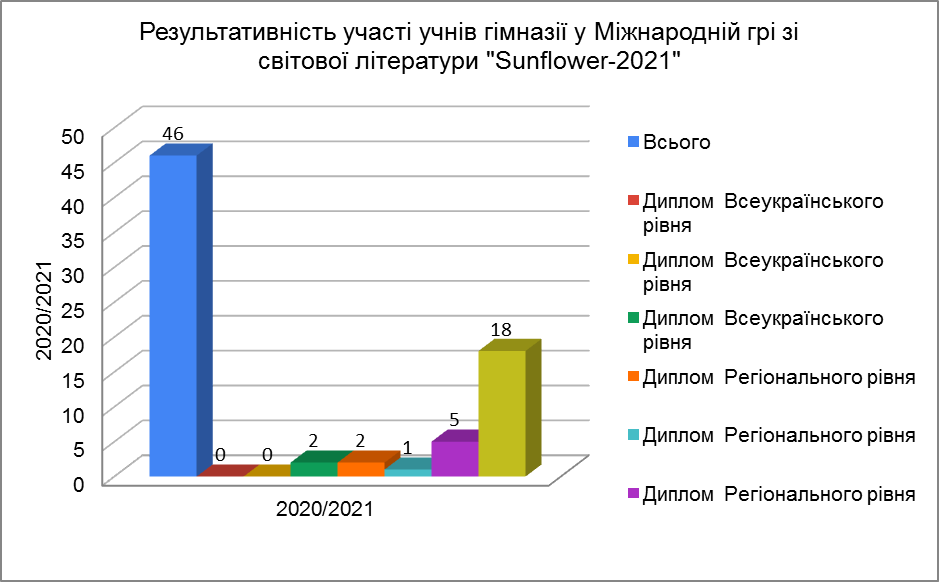 Результативність участі учнів гімназії у Міжнародній грі зі
світової літератури "Sunflower-2021"
50
45
40
35
30
25
20
15
10
5
0
2020/2021
46
0
0
2
2
1
5
18
2020/2021
Всього
Диплом Всеукраїнського
рівня
Диплом Всеукраїнського
рівня
Диплом Всеукраїнського
рівня
Диплом Регіонального рівня
Диплом Регіонального рівня
Диплом Регіонального рівня